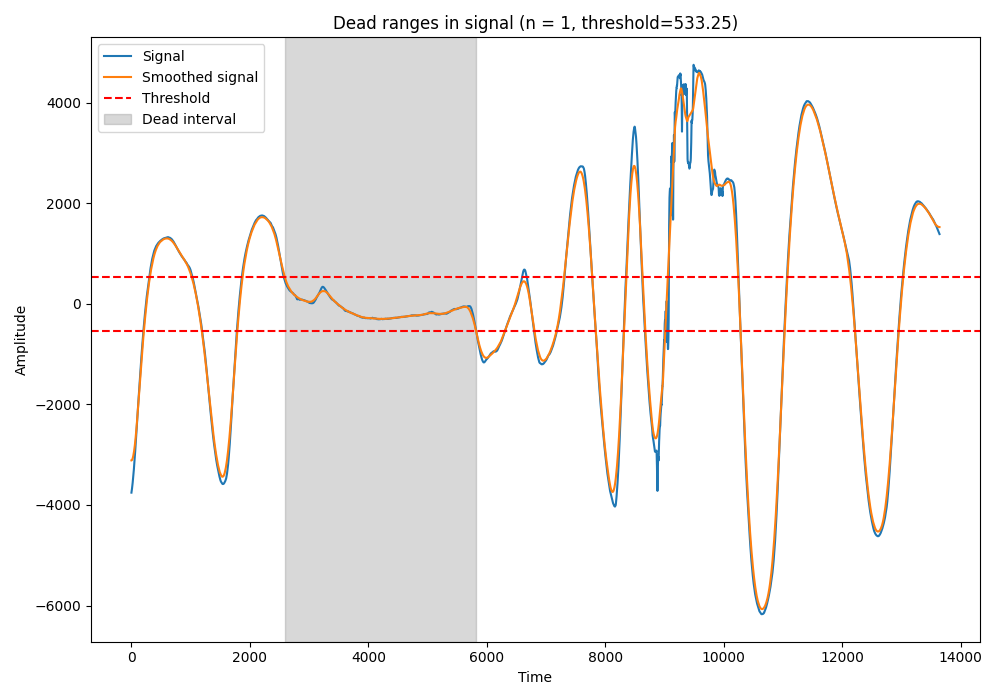 Dead ranges in signal (n = 1, threshold=533.25)
Signal
Smoothed signal
Threshold
Dead interval
Amplitude
4000
2000
0
−2000
−4000
−6000
0 2000 4000 6000 8000 10000 12000 14000
Time